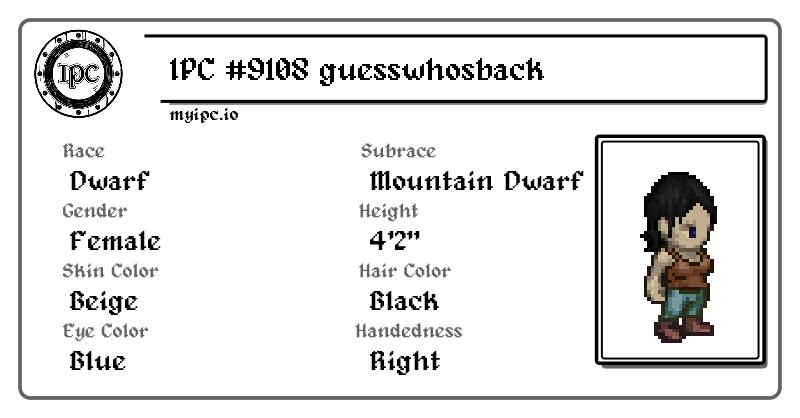 IPC
IPC #9108 guesswhosback
myipc.io
Race
Dwarf
Subrace
Mountain Dwarf
Gender
Female
Height
4'2"
Skin Color
Beige
Hair Color
Black
Eye Color
Blue
Handedness
Right